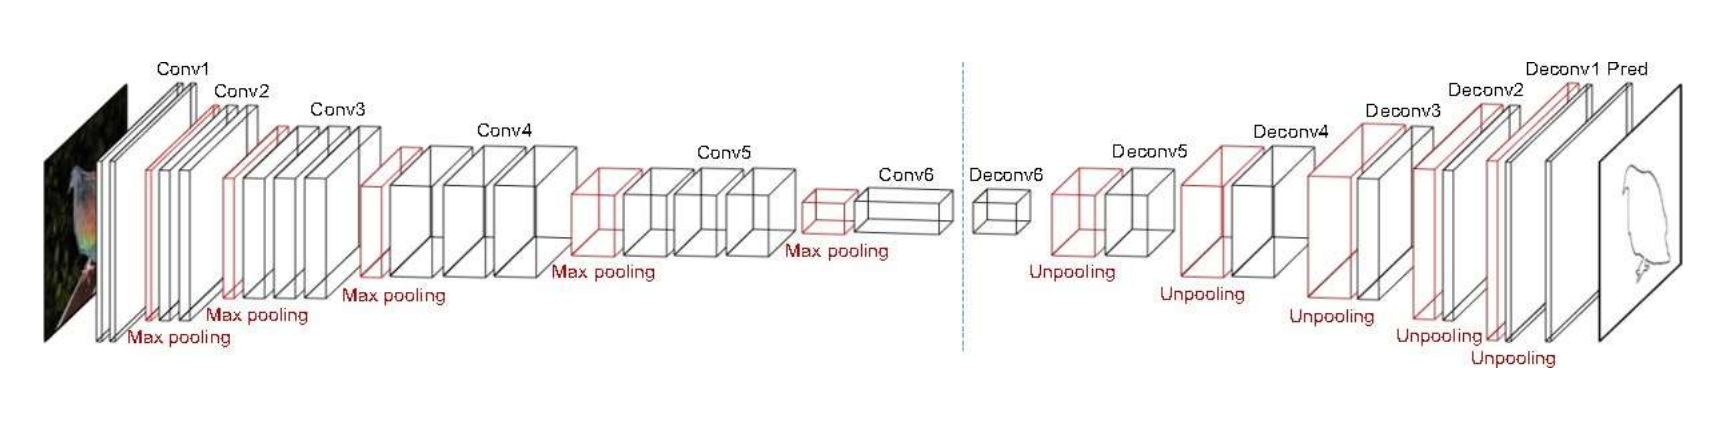 Conv1
Conv2
Conv3
Conv4
Conv5
Conv6
Deconv6
Deconv5
Deconv4
Deconv3
Deconv2
Deconv1 Pred
Max pooling
Max pooling
Max pooling
Max pooling
Max pooling
Unpooling
Unpooling
Unpooling
Unpooling
Unpooling